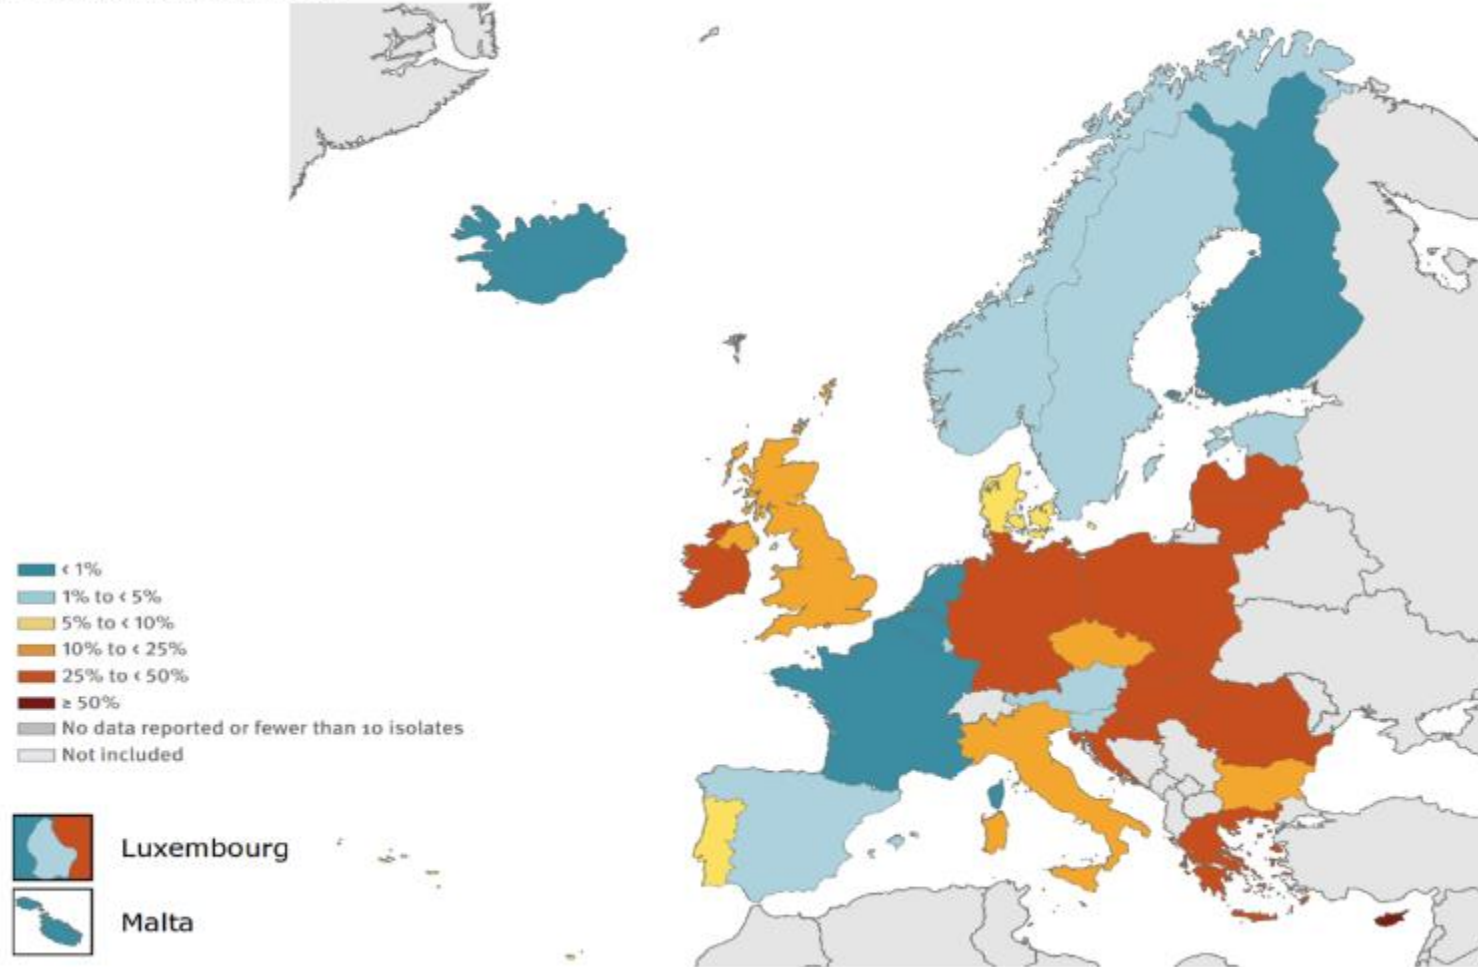 < 1%
1% to < 5%
5% to < 10%
10% to < 25%
25% to < 50%
≥ 50%
No data reported or fewer than 10 isolates
Not included
Luxembourg
Malta